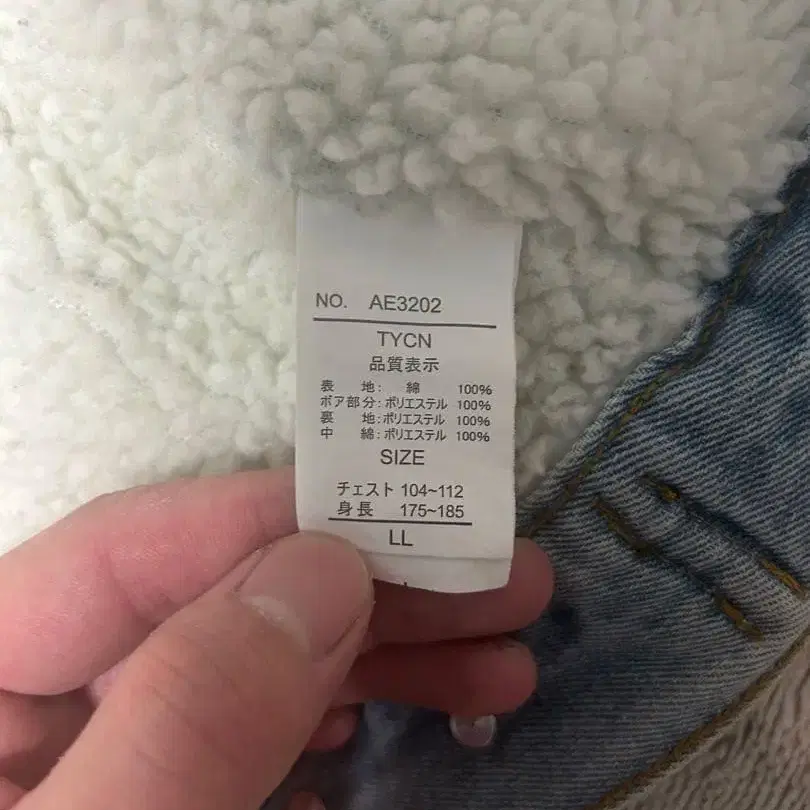 NO. AE3202
TYCN
品質表示
表 地: 綿 100%
ボア部分: ポリエステル 100%
裏 地: ポリエステル 100%
中 綿: ポリエステル 100%
SIZE
チェスト 104~112
身長 175~185
LL